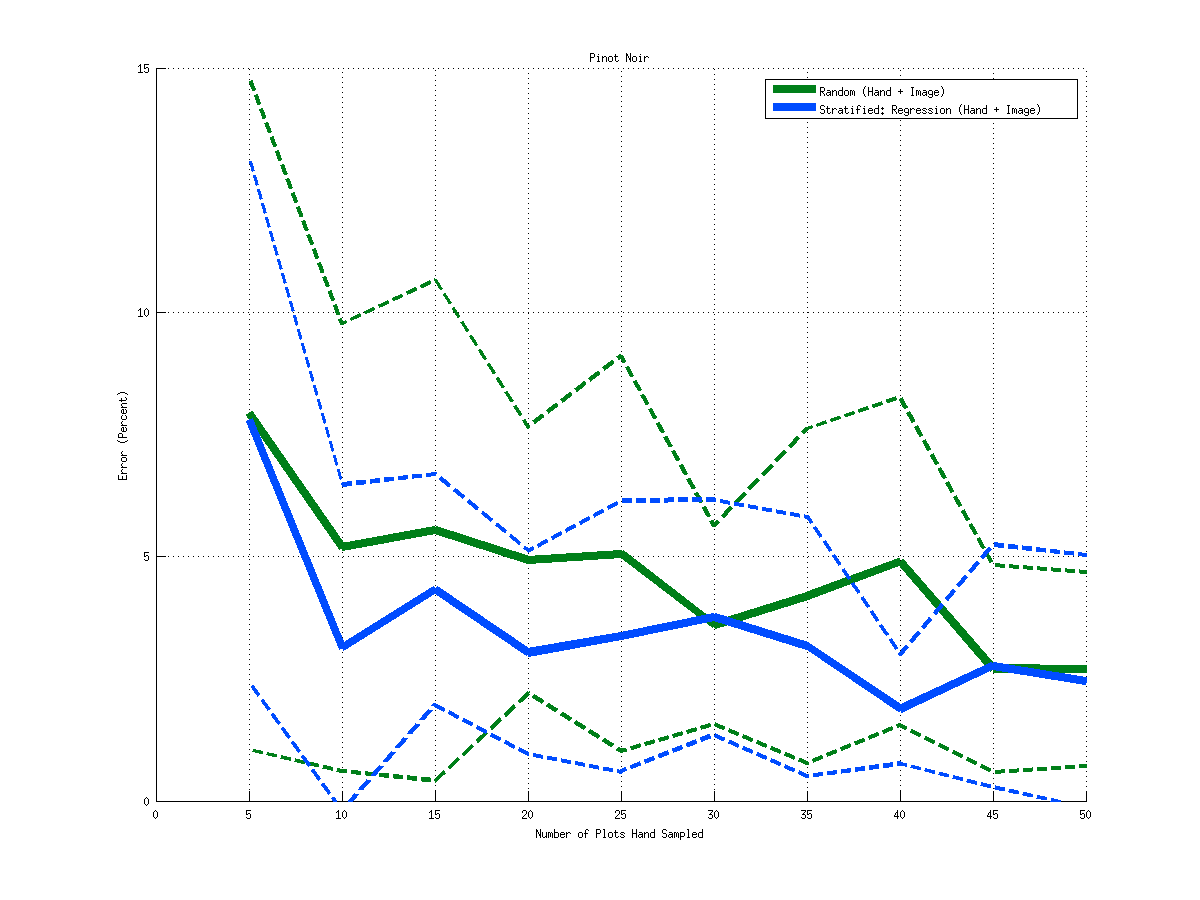 Pinot Noir
15
Random (Hand + Image)
Stratified: Regression (Hand + Image)
10
Error (Percent)
5
0
0 5 10 15 20 25 30 35 40 45 50
Number of Plots Hand Sampled